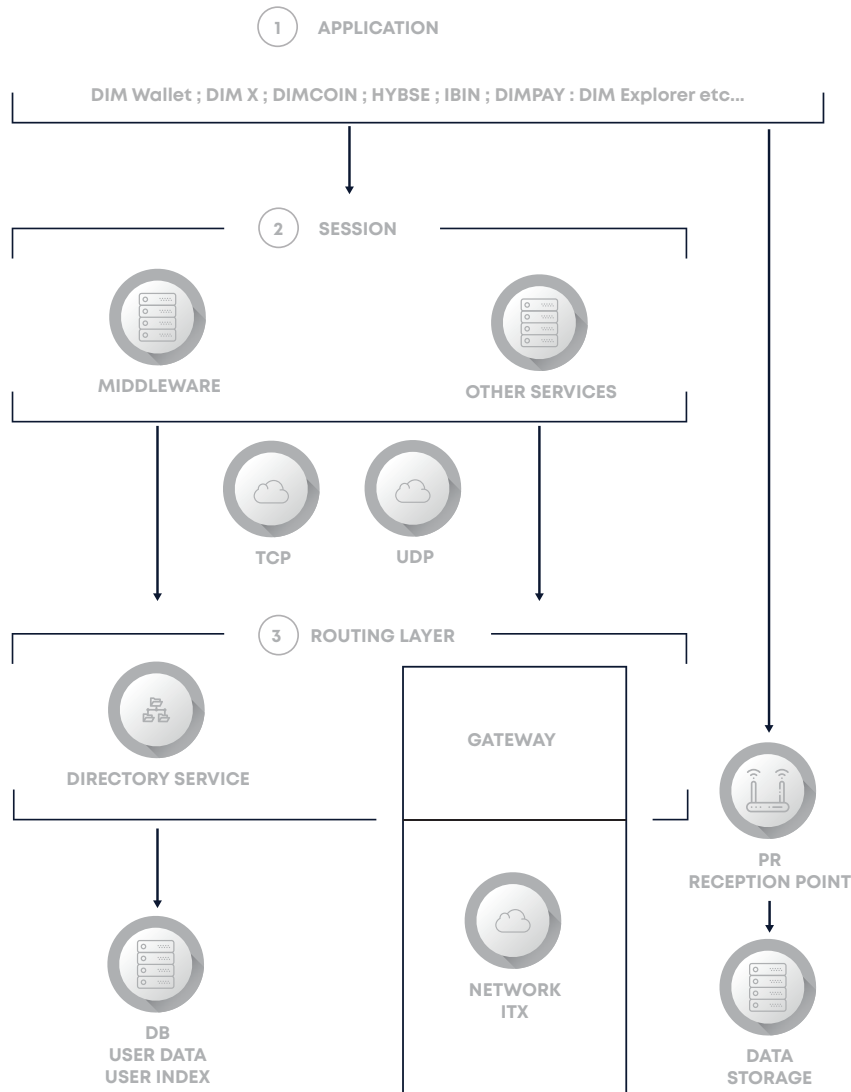 1 APPLICATION
DIM Wallet ; DIM X ; DIMCOIN ; HYBSE ; IBIN ; DIMPAY : DIM Explorer etc...
2 SESSION
MIDDLEWARE
OTHER SERVICES
TCP
UDP
3 ROUTING LAYER
GATEWAY
DIRECTORY SERVICE
PR
RECEPTION POINT
NETWORK
ITX
DB
USER DATA
USER INDEX
DATA
STORAGE